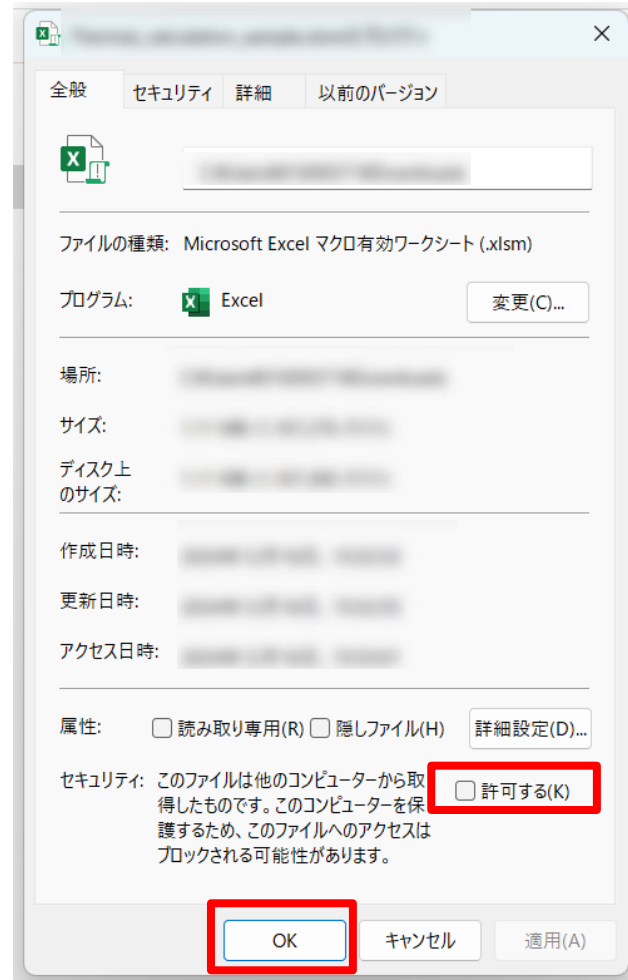 全般 セキュリティ 詳細 以前のバージョン
ファイルの種類: Microsoft Excel マクロ有効ワークシート (.xlsm)
プログラム: Excel 変更(C)...
場所:
サイズ:
ディスク上
のサイズ:
作成日時:
更新日時:
アクセス日時:
属性: 読み取り専用(R) 隠しファイル(H) 詳細設定(D)...
セキュリティ: このファイルは他のコンピューターから取 許可する(K)
得したものです。このコンピューターを保
護するため、このファイルへのアクセスは
ブロックされる可能性があります。
OK キャンセル 適用(A)